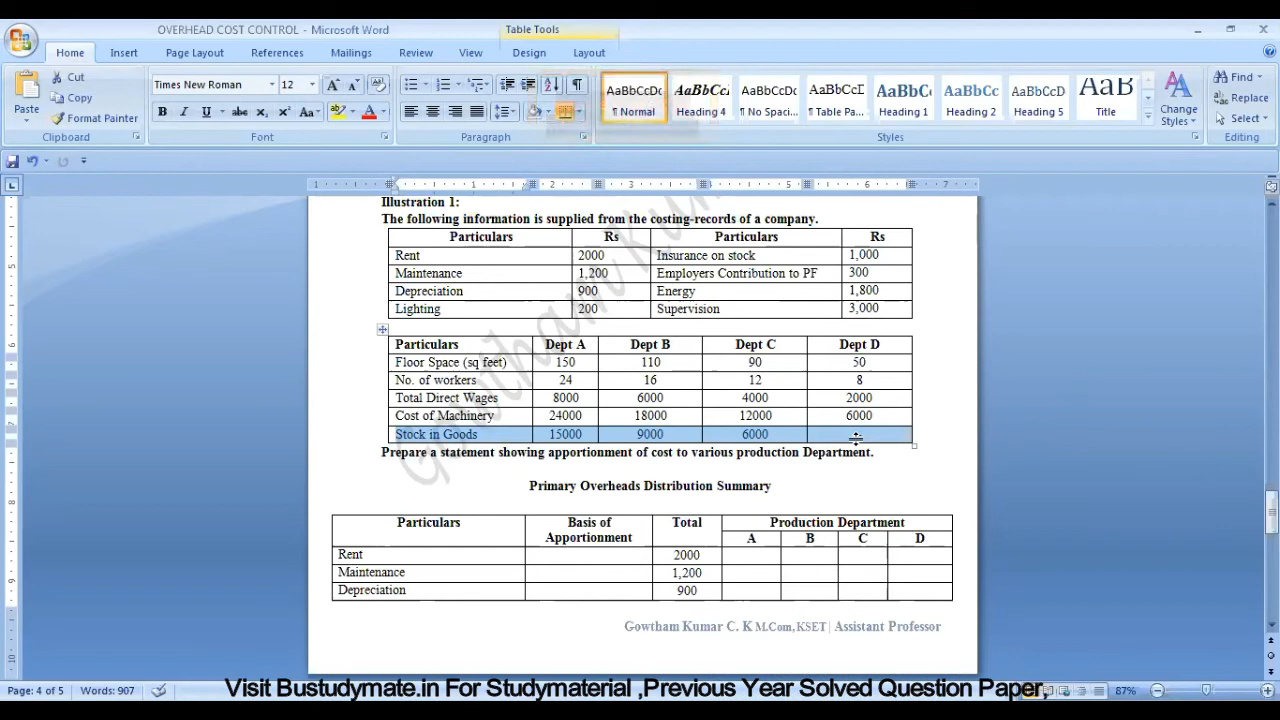 OVERHEAD COST CONTROL - Microsoft Word
Table Tools
Home Insert Page Layout References Mailings Review View Design Layout
Paste
Cut
Copy
Format Painter
Clipboard
Times New Roman 12
Font
Paragraph
AaBbCcDc AaBbCc AaBbCcDc AaBbCcD AaBbC AaBbCc AaBbCcD AaB
¶ Normal Heading 4 ¶ No Spaci... ¶ Table Pa... Heading 1 Heading 2 Heading 5 Title
Change Styles
Styles
Find
Replace
Select
Editing
1 1 2 3 4 5 6 7
Illustration 1:
The following information is supplied from the costing-records of a company.
Particulars Rs Particulars Rs
Rent 2000 Insurance on stock 1,000
Maintenance 1,200 Employers Contribution to PF 300
Depreciation 900 Energy 1,800
Lighting 200 Supervision 3,000
Particulars Dept A Dept B Dept C Dept D
Floor Space (sq feet) 150 110 90 50
No. of workers 24 16 12 8
Total Direct Wages 8000 6000 4000 2000
Cost of Machinery 24000 18000 12000 6000
Stock in Goods 15000 9000 6000
Prepare a statement showing apportionment of cost to various production Department.
Primary Overheads Distribution Summary
Particulars Basis of Apportionment Total Production Department
A B C D
Rent 2000
Maintenance 1,200
Depreciation 900
Gowtham Kumar C. K M.Com, KSET | Assistant Professor
Gowtham Kum
Page: 4 of 5 Words: 907 87%
Visit Bustudymate.in For Studymaterial ,Previous Year Solved Question Paper,